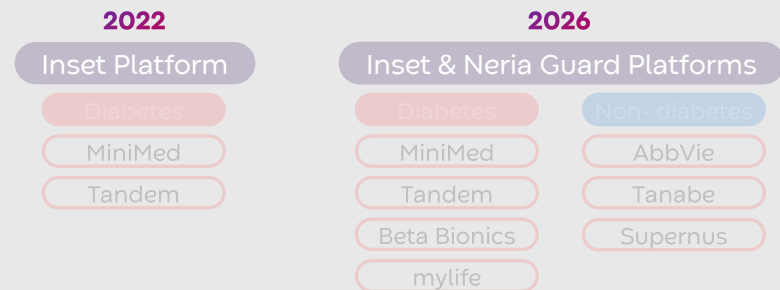 2022
Inset Platform
Diabetes
MiniMed
Tandem
2026
Inset & Neria Guard Platforms
Diabetes
MiniMed
Tandem
Beta Bionics
mylife
Non- diabetes
AbbVie
Tanabe
Supernus